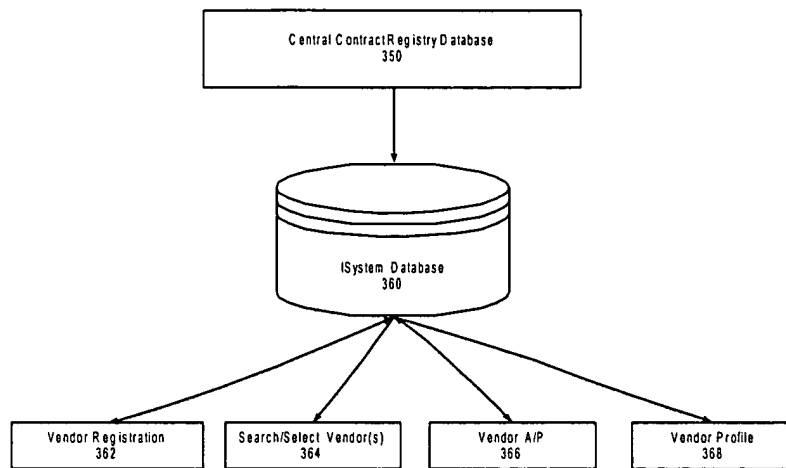 Central Contract Registry Database
350
ISystem Database
360
Vendor Registration
362
Search/Select Vendor(s)
364
Vendor A/P
366
Vendor Profile
368